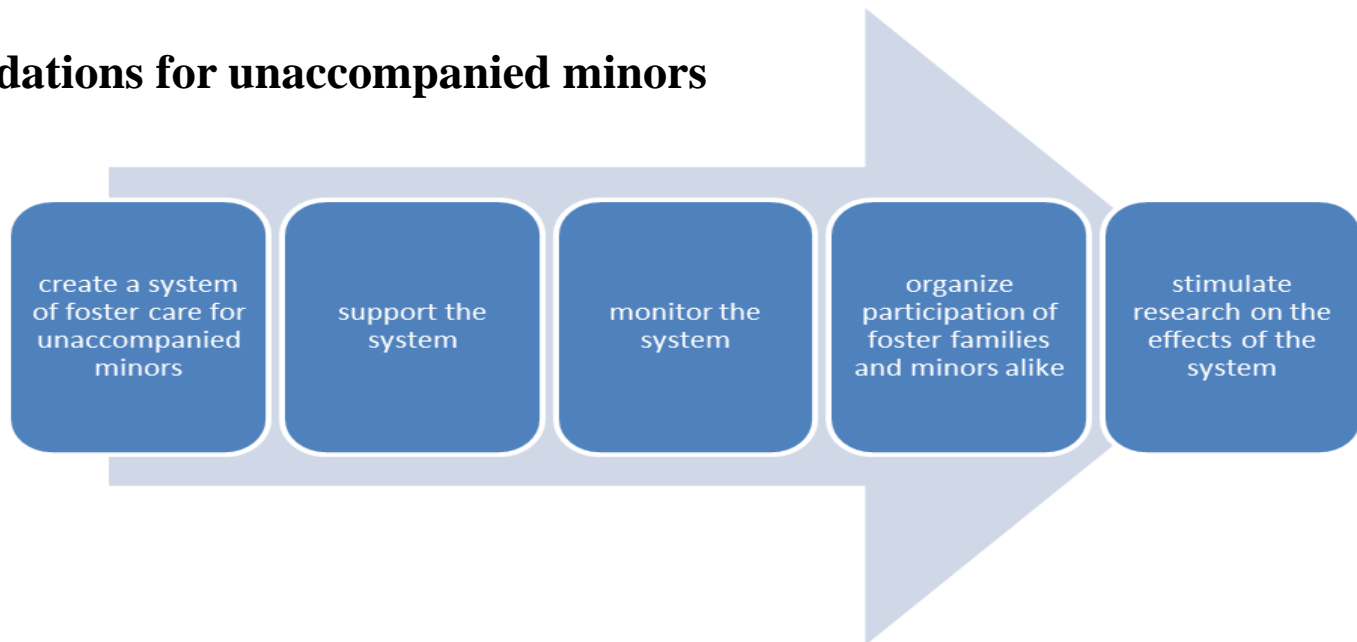 dations for unaccompanied minors
create a system
of foster care for
unaccompanied
minors
support the
system
monitor the
system
organize
participation of
foster families
and minors alike
stimulate
research on the
effects of the
system